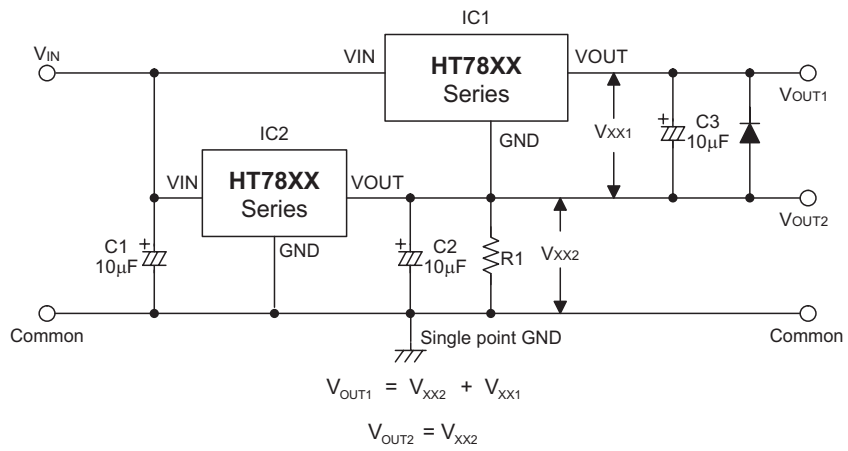 IC1
VIN
VIN
HT78XX
Series
VOUT
GND
VXX1
C3
10μF
+
VOUT1
IC2
VIN
HT78XX
Series
VOUT
GND
VOUT2
C1
10μF
+
C2
10μF
+
R1
VXX2
Common
Single point GND
Common
VOUT1 = VXX2 + VXX1
VOUT2 = VXX2